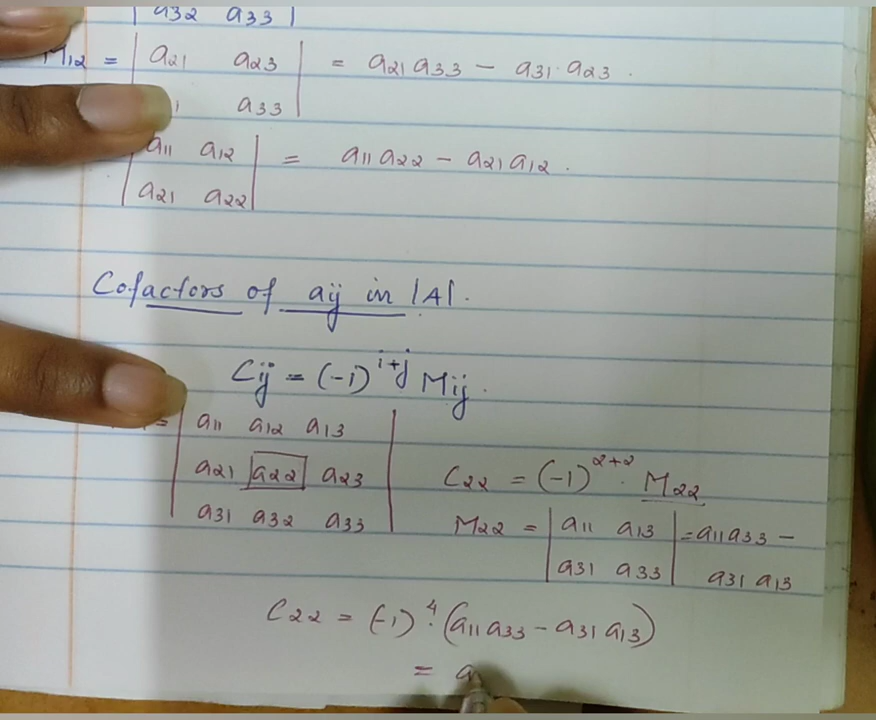 a32 a33 |
M12 = | a21 a23 | = a21 a33 − a31 · a23 .
1 a33 |
| a11 a12 | = a11 a22 − a21 a12 .
a21 a22 |
Cofactors of aij in |A|.
Cij = (-1)^i+j Mij .
= | a11 a12 a13 |
a21 a22 a23
a31 a32 a33
C22 = (-1)^2+2 . M22
M22 = | a11 a13 | = a11 a33 −
a31 a33 | a31 a13
C22 = (-1)^4 . (a11 a33 − a31 a13)
= a